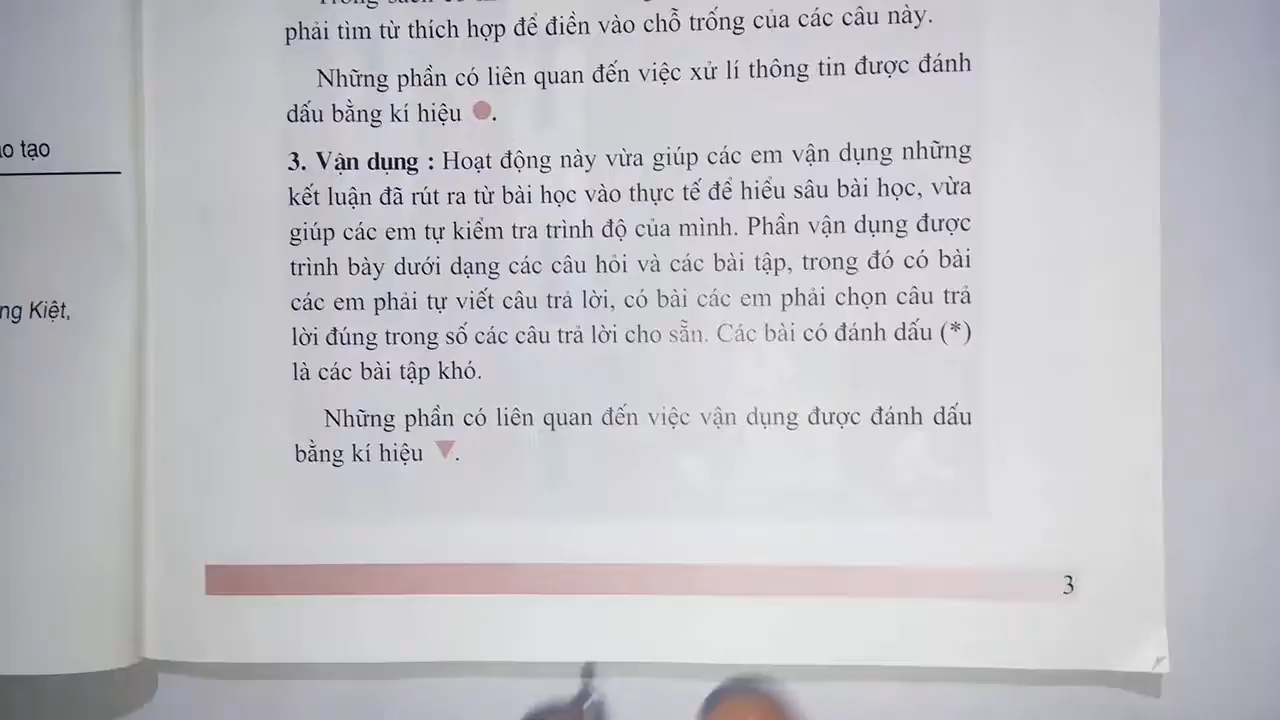 phải tìm từ thích hợp để điền vào chỗ trống của các câu này.
Những phần có liên quan đến việc xử lí thông tin được đánh
dấu bằng kí hiệu ●.
3. Vận dụng : Hoạt động này vừa giúp các em vận dụng những
kết luận đã rút ra từ bài học vào thực tế để hiểu sâu bài học, vừa
giúp các em tự kiểm tra trình độ của mình. Phần vận dụng được
trình bày dưới dạng các câu hỏi và các bài tập, trong đó có bài
các em phải tự viết câu trả lời, có bài các em phải chọn câu trả
lời đúng trong số các câu trả lời cho sẵn. Các bài có đánh dấu (*)
là các bài tập khó.
Những phần có liên quan đến việc vận dụng được đánh dấu
bằng kí hiệu ▼.
3
tạo
Kiệt,